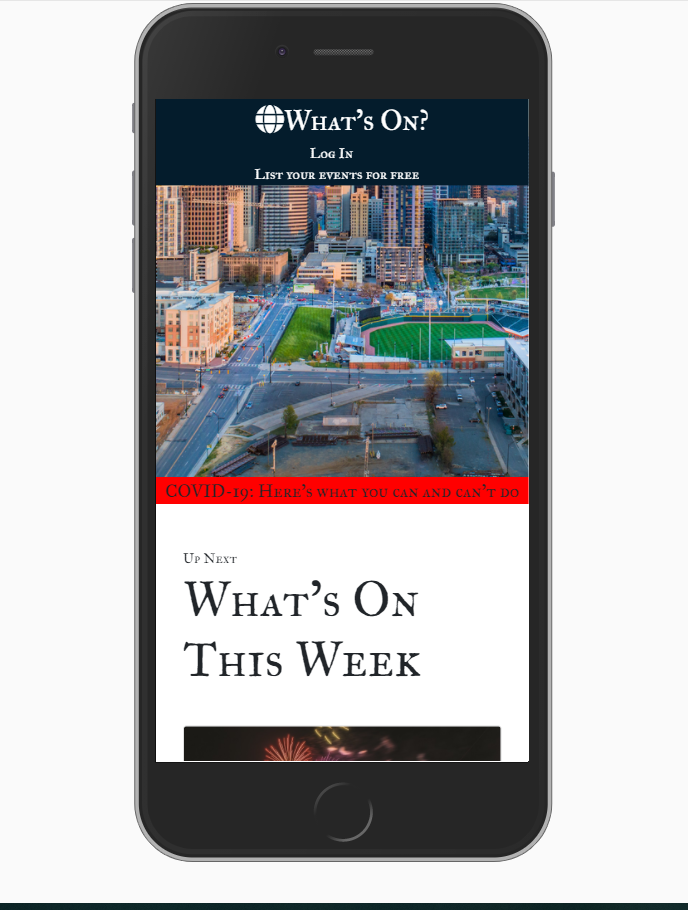 What's On?
Log In
List your events for free
COVID-19: Here's what you can and can't do
Up Next
What's On
This Week